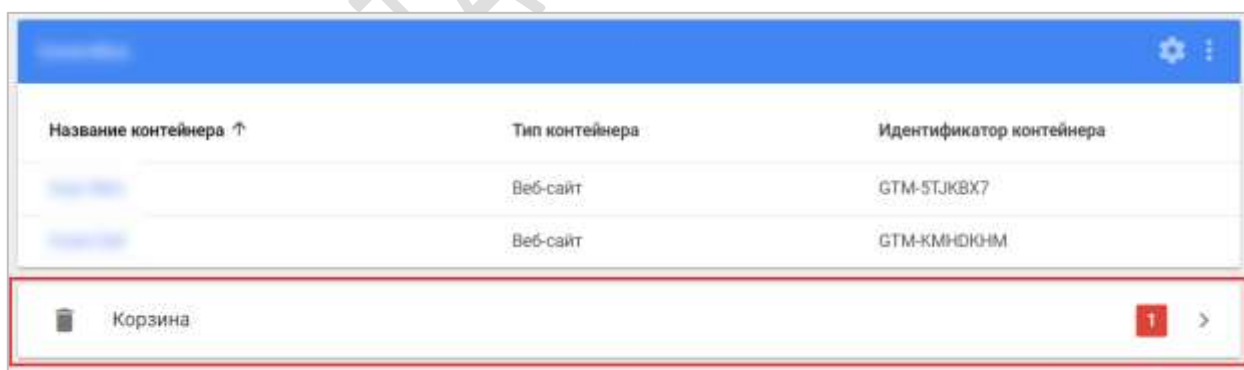 Название контейнера ↑ Тип контейнера Идентификатор контейнера
Веб-сайт GTM-5TJKBX7
Веб-сайт GTM-KMHDKHM
Корзина 1 >